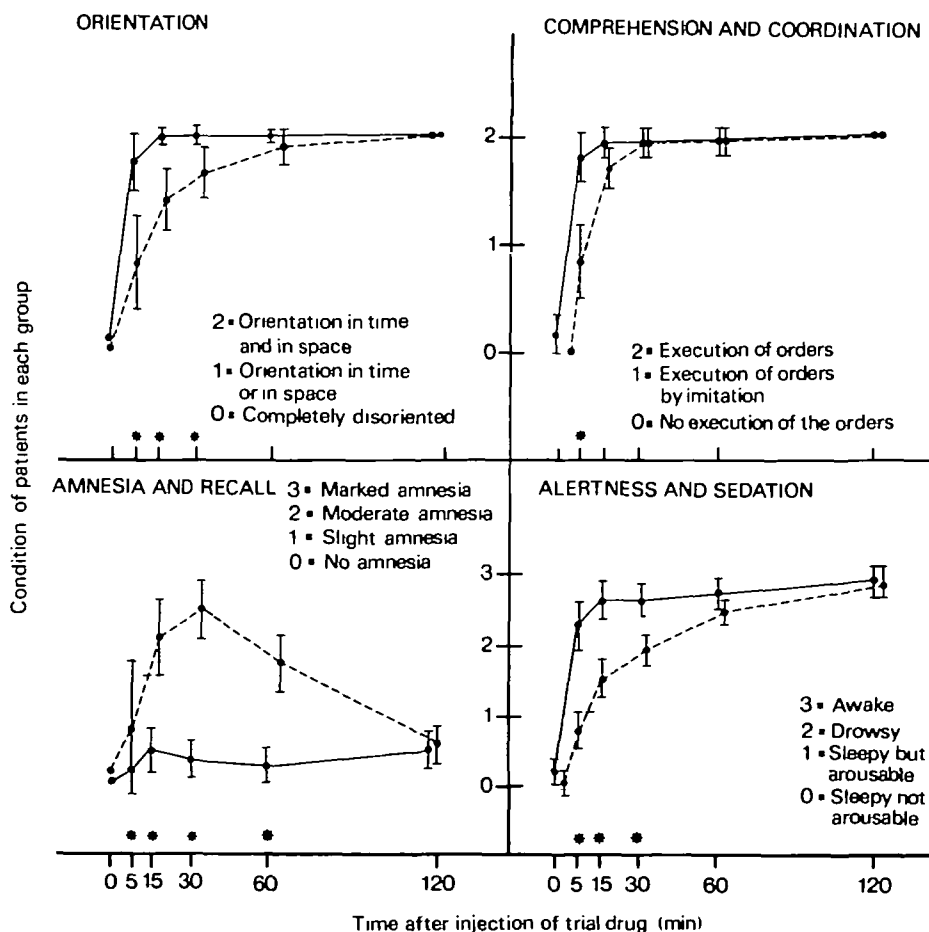 ORIENTATION
COMPREHENSION AND COORDINATION
2
1
0
2 = Orientation in time
and in space
1 = Orientation in time
or in space
0 = Completely disoriented
2 = Execution of orders
1 = Execution of orders
by imitation
0 = No execution of the orders
* * *
*
Condition of patients in each group
AMNESIA AND RECALL
3 = Marked amnesia
2 = Moderate amnesia
1 = Slight amnesia
0 = No amnesia
ALERTNESS AND SEDATION
3
2
1
0
3 = Awake
2 = Drowsy
1 = Sleepy but
arousable
0 = Sleepy not
arousable
* * * *
* * *
0 5 15 30 60 120
0 5 15 30 60 120
Time after injection of trial drug (min)